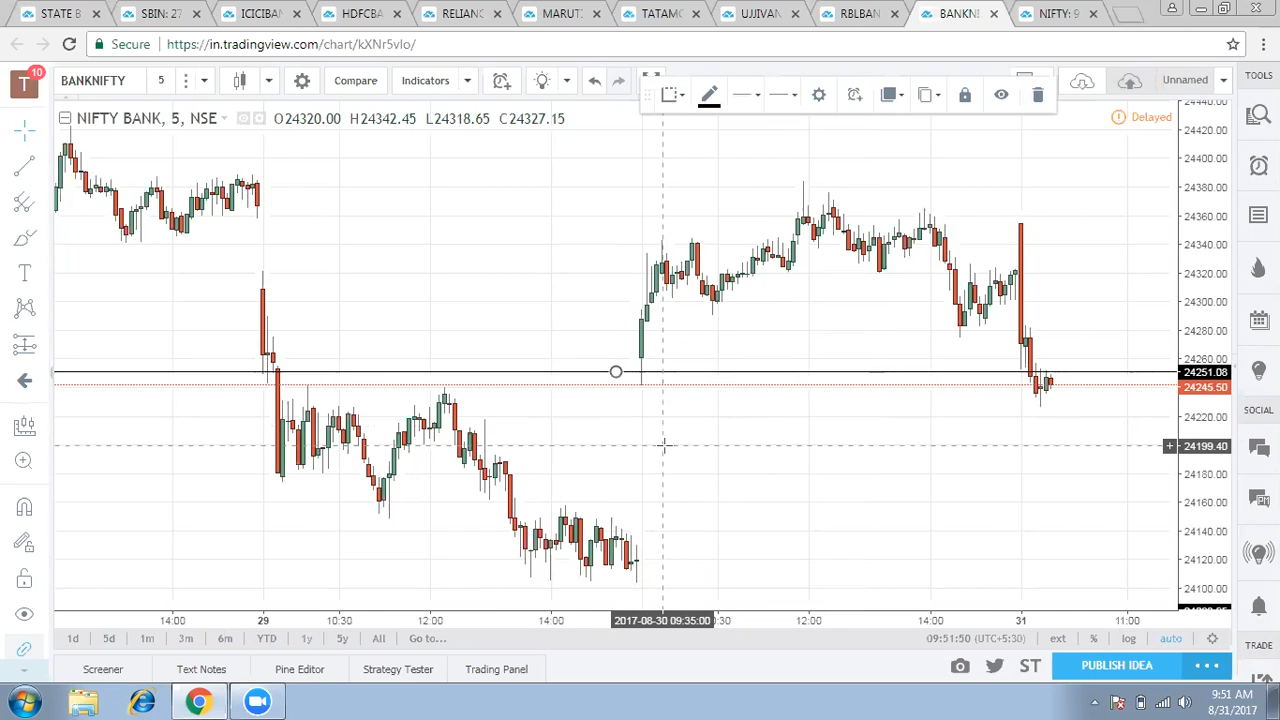 STATE B
SBIN: 27
ICICIBAN
HDFCBA
RELIANC
MARUT
TATAMO
UJJIVAN
RBLBAN
BANKNI
NIFTY: 9
Secure
https://in.tradingview.com/chart/kXNr5vlo/
T
10
BANKNIFTY
5
Compare
Indicators
Unnamed
TOOLS
NIFTY BANK, 5, NSE
O24320.00 H24342.45 L24318.65 C24327.15
Delayed
24420.00
24400.00
24380.00
24360.00
24340.00
24320.00
24300.00
24280.00
24260.00
24251.08
24245.50
24220.00
24199.40
24180.00
24160.00
24140.00
24120.00
24100.00
SOCIAL
14:00
29
10:30
12:00
14:00
2017-08-30 09:35:00
:30
12:00
14:00
31
11:00
1d
5d
1m
3m
6m
YTD
1y
5y
All
Go to...
09:51:50 (UTC+5:30)
ext
%
log
auto
TRADE
Screener
Text Notes
Pine Editor
Strategy Tester
Trading Panel
ST
PUBLISH IDEA
9:51 AM
8/31/2017